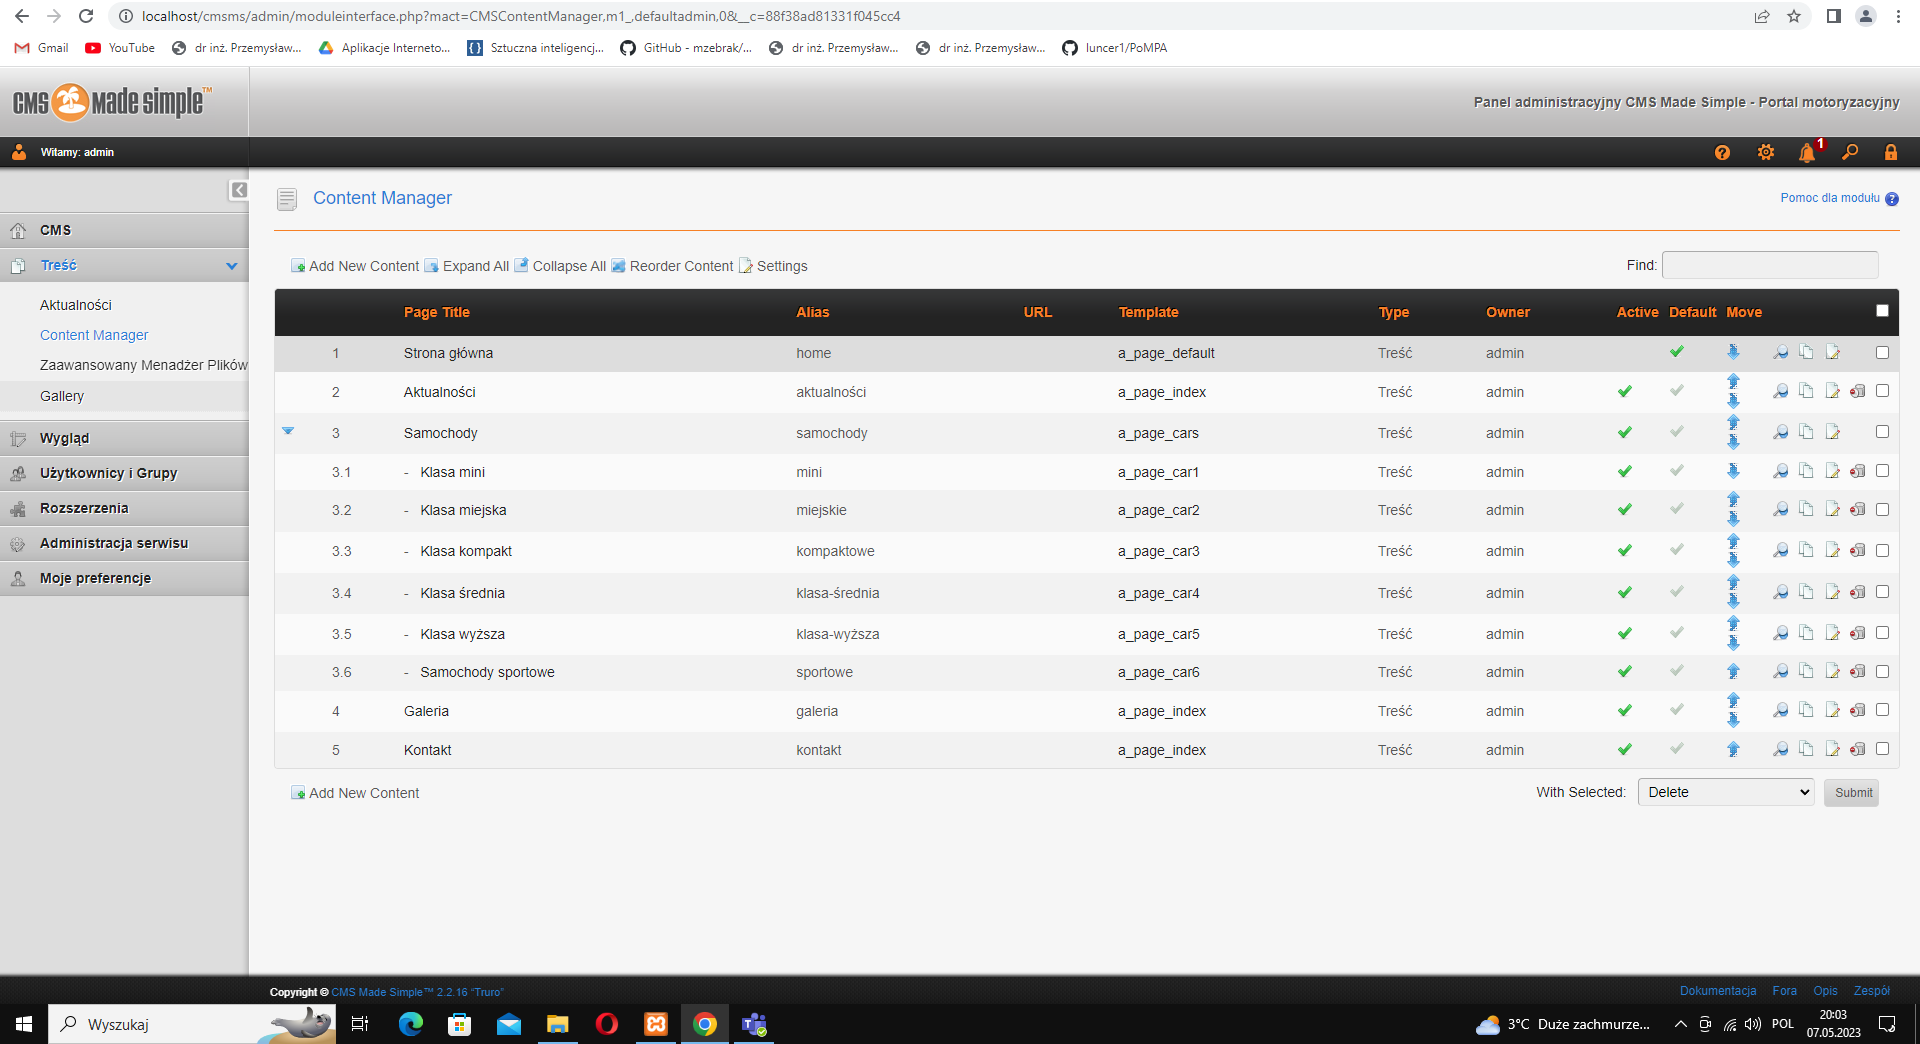 localhost/cmsms/admin/moduleinterface.php?mact=CMSContentManager,m1_,defaultadmin,0&__c=88f38ad81331f045cc4
Gmail YouTube dr inż. Przemysław... Aplikacje Interneto... Sztuczna inteligencj... GitHub - mzebrak/... dr inż. Przemysław... dr inż. Przemysław... luncer1/PoMPA
CMS Made Simple™
Panel administracyjny CMS Made Simple - Portal motoryzacyjny
Witamy: admin
1
CMS
Treść
Aktualności
Content Manager
Zaawansowany Menadżer Plików
Gallery
Wygląd
Użytkownicy i Grupy
Rozszerzenia
Administracja serwisu
Moje preferencje
Content Manager
Pomoc dla modułu
Add New Content Expand All Collapse All Reorder Content Settings
Find:
Page Title Alias URL Template Type Owner Active Default Move
1 Strona główna home a_page_default Treść admin
2 Aktualności aktualności a_page_index Treść admin
3 Samochody samochody a_page_cars Treść admin
3.1 - Klasa mini mini a_page_car1 Treść admin
3.2 - Klasa miejska miejskie a_page_car2 Treść admin
3.3 - Klasa kompakt kompaktowe a_page_car3 Treść admin
3.4 - Klasa średnia klasa-średnia a_page_car4 Treść admin
3.5 - Klasa wyższa klasa-wyższa a_page_car5 Treść admin
3.6 - Samochody sportowe sportowe a_page_car6 Treść admin
4 Galeria galeria a_page_index Treść admin
5 Kontakt kontakt a_page_index Treść admin
Add New Content
With Selected: Delete Submit
Copyright © CMS Made Simple™ 2.2.16 "Truro"
Dokumentacja Fora Opis Zespół
Wyszukaj
3°C Duże zachmurze...
POL
20:03
07.05.2023